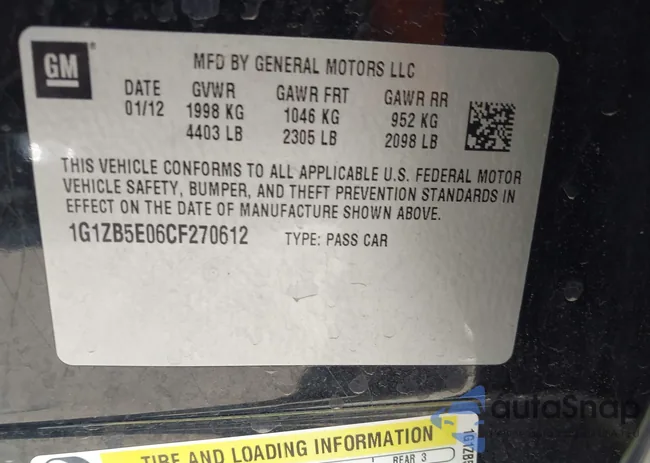 GM
MFD BY GENERAL MOTORS LLC
DATE GVWR GAWR FRT GAWR RR
01/12 1998 KG 1046 KG 952 KG
4403 LB 2305 LB 2098 LB
THIS VEHICLE CONFORMS TO ALL APPLICABLE U.S. FEDERAL MOTOR
VEHICLE SAFETY, BUMPER, AND THEFT PREVENTION STANDARDS IN
EFFECT ON THE DATE OF MANUFACTURE SHOWN ABOVE.
1G1ZB5E06CF270612 TYPE: PASS CAR
autoSnap
TIRE AND LOADING INFORMATION
REAR 3
1G1ZB5